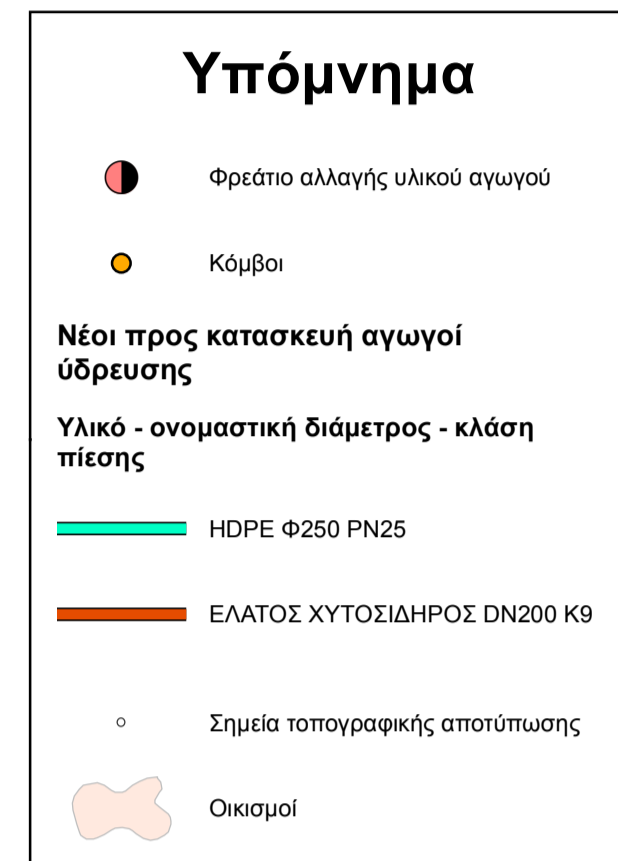 Υπόμνημα
Φρεάτιο αλλαγής υλικού αγωγού
Κόμβοι
Νέοι προς κατασκευή αγωγοί
ύδρευσης
Υλικό - ονομαστική διάμετρος - κλάση
πίεσης
HDPE Φ250 PN25
ΕΛΑΤΟΣ ΧΥΤΟΣΙΔΗΡΟΣ DN200 K9
Σημεία τοπογραφικής αποτύπωσης
Οικισμοί